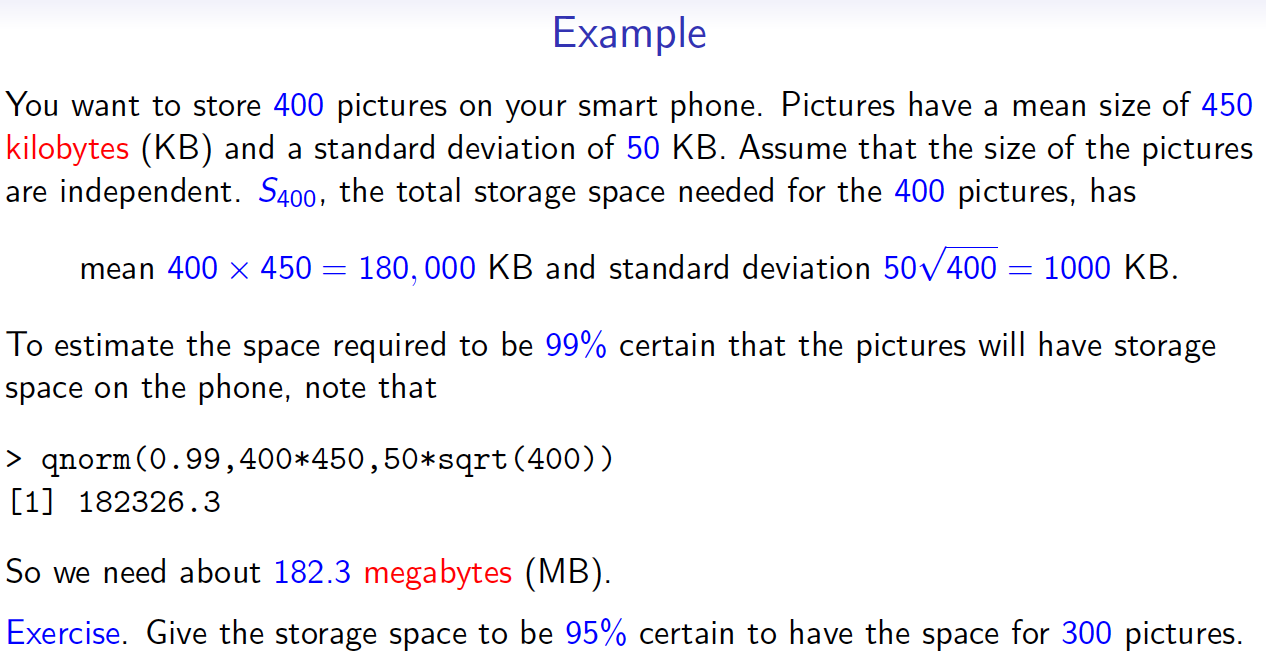 Example
You want to store 400 pictures on your smart phone. Pictures have a mean size of 450
kilobytes (KB) and a standard deviation of 50 KB. Assume that the size of the pictures
are independent. S₄₀₀, the total storage space needed for the 400 pictures, has
mean 400 × 450 = 180, 000 KB and standard deviation 50√400 = 1000 KB.
To estimate the space required to be 99% certain that the pictures will have storage
space on the phone, note that
> qnorm(0.99,400*450,50*sqrt(400))
[1] 182326.3
So we need about 182.3 megabytes (MB).
Exercise. Give the storage space to be 95% certain to have the space for 300 pictures.